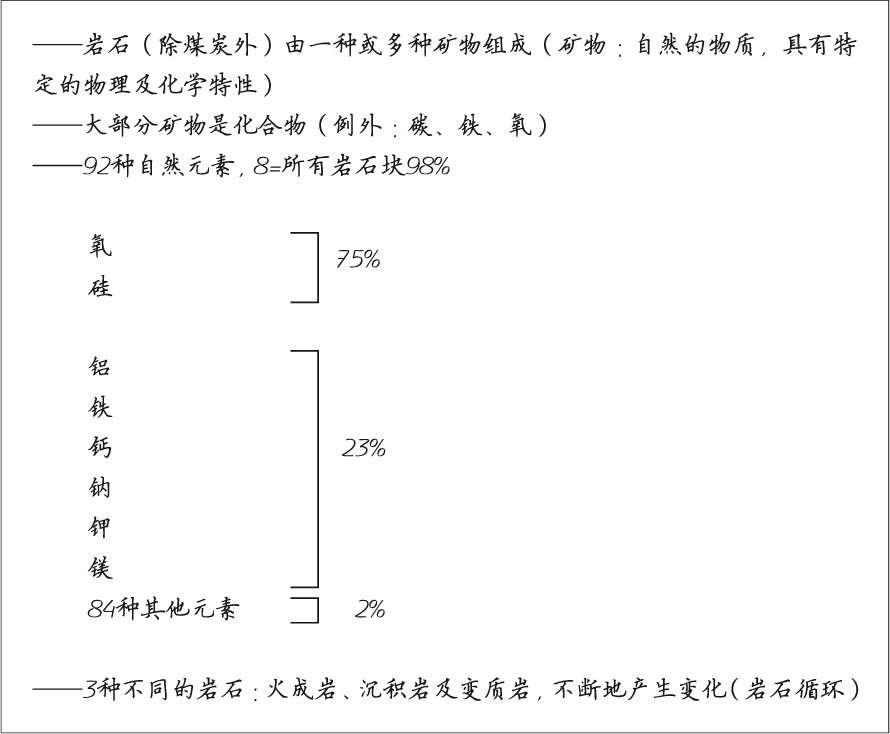 ——岩石（除煤炭外）由一种或多种矿物组成（矿物：自然的物质，具有特
定的物理及化学特性）
——大部分矿物是化合物（例外：碳、铁、氧）
——92种自然元素，8=所有岩石块98%
氧
硅
75%
铝
铁
钙
钠
钾
镁
23%
84种其他元素 2%
——3种不同的岩石：火成岩、沉积岩及变质岩，不断地产生变化（岩石循环）